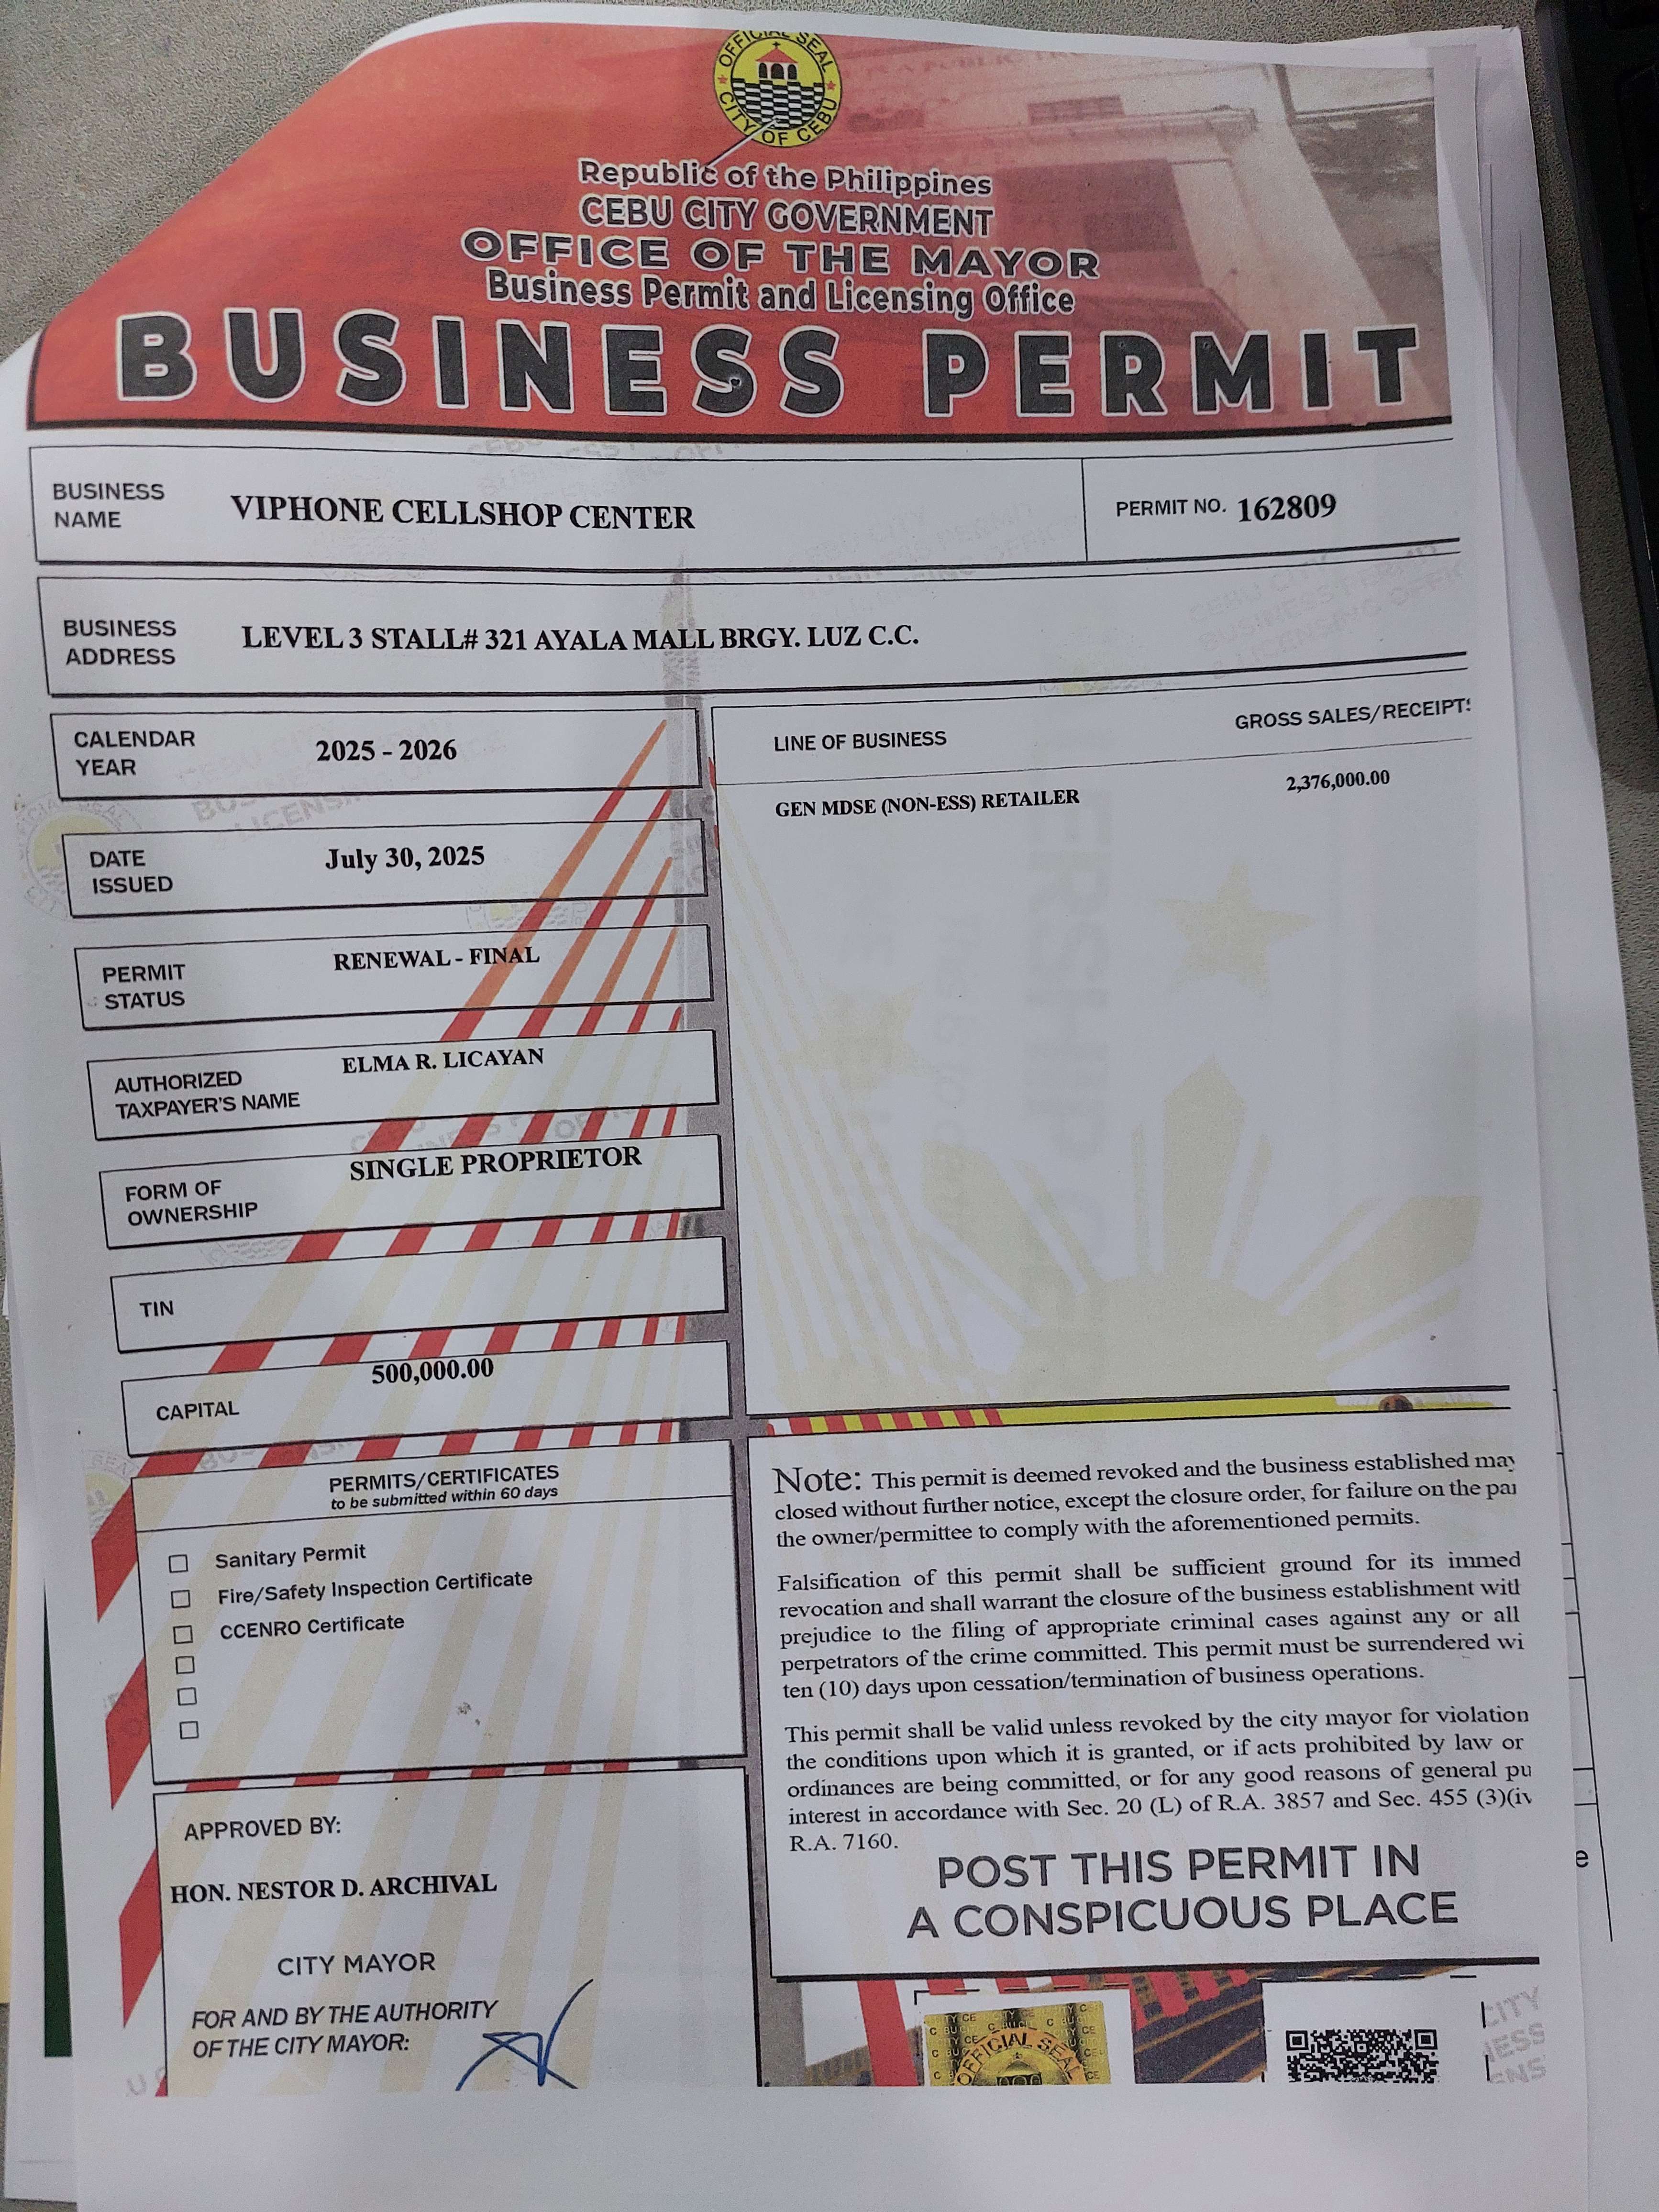 OFFICIAL SEAL
CITY OF CEBU
Republic of the Philippines
CEBU CITY GOVERNMENT
OFFICE OF THE MAYOR
Business Permit and Licensing Office
BUSINESS PERMIT
BUSINESS NAME
VIPHONE CELLSHOP CENTER
PERMIT NO. 162809
BUSINESS ADDRESS
LEVEL 3 STALL# 321 AYALA MALL BRGY. LUZ C.C.
CALENDAR YEAR
2025 - 2026
DATE ISSUED
July 30, 2025
PERMIT STATUS
RENEWAL - FINAL
AUTHORIZED TAXPAYER'S NAME
ELMA R. LICAYAN
FORM OF OWNERSHIP
SINGLE PROPRIETOR
TIN
CAPITAL
500,000.00
LINE OF BUSINESS
GROSS SALES/RECEIPTS
GEN MDSE (NON-ESS) RETAILER
2,376,000.00
PERMITS/CERTIFICATES
to be submitted within 60 days
Sanitary Permit
Fire/Safety Inspection Certificate
CCENRO Certificate
Note: This permit is deemed revoked and the business established may
closed without further notice, except the closure order, for failure on the
the owner/permittee to comply with the aforementioned permits.
Falsification of this permit shall be sufficient ground for its immed
revocation and shall warrant the closure of the business establishment
prejudice to the filing of appropriate criminal cases against any or all
perpetrators of the crime committed. This permit must be surrendered wi
ten (10) days upon cessation/termination of business operations.
This permit shall be valid unless revoked by the city mayor for violation
the conditions upon which it is granted, or if acts prohibited by law or
ordinances are being committed, or for any good reasons of general pu
interest in accordance with Sec. 20 (L) of R.A. 3857 and Sec. 455 (3)(iv
R.A. 7160.
POST THIS PERMIT IN
A CONSPICUOUS PLACE
APPROVED BY:
HON. NESTOR D. ARCHIVAL
CITY MAYOR
FOR AND BY THE AUTHORITY
OF THE CITY MAYOR:
OFFICIAL SEAL